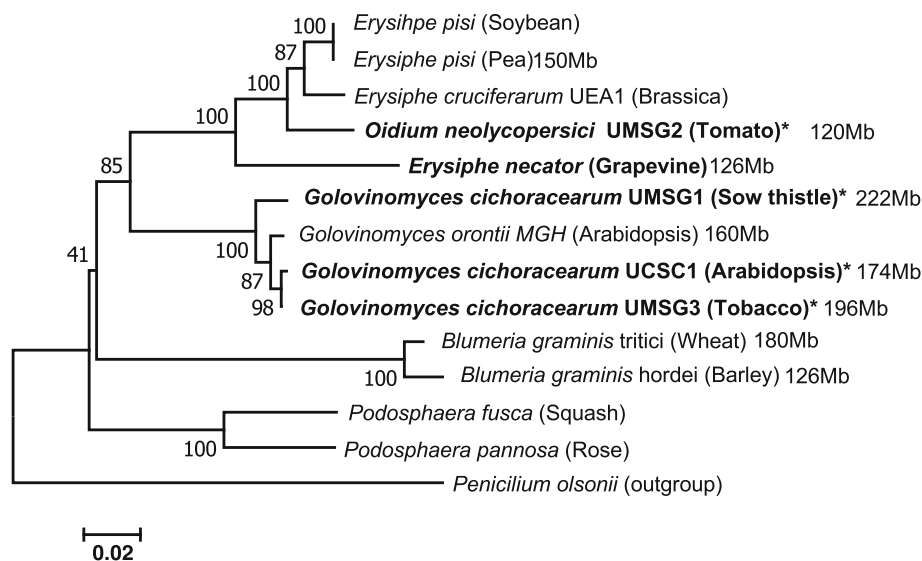 100 Erysihpe pisi (Soybean)
87
Erysiphe pisi (Pea)150Mb
100
Erysiphe cruciferarum UEA1 (Brassica)
100
Oidium neolycopersici UMSG2 (Tomato)* 120Mb
85
Erysiphe necator (Grapevine)126Mb
Golovinomyces cichoracearum UMSG1 (Sow thistle)* 222Mb
Golovinomyces orontii MGH (Arabidopsis) 160Mb
100
41
Golovinomyces cichoracearum UCSC1 (Arabidopsis)* 174Mb
87
98 Golovinomyces cichoracearum UMSG3 (Tobacco)* 196Mb
Blumeria graminis tritici (Wheat) 180Mb
100 Blumeria graminis hordei (Barley) 126Mb
Podosphaera fusca (Squash)
100 Podosphaera pannosa (Rose)
Penicilium olsonii (outgroup)
0.02